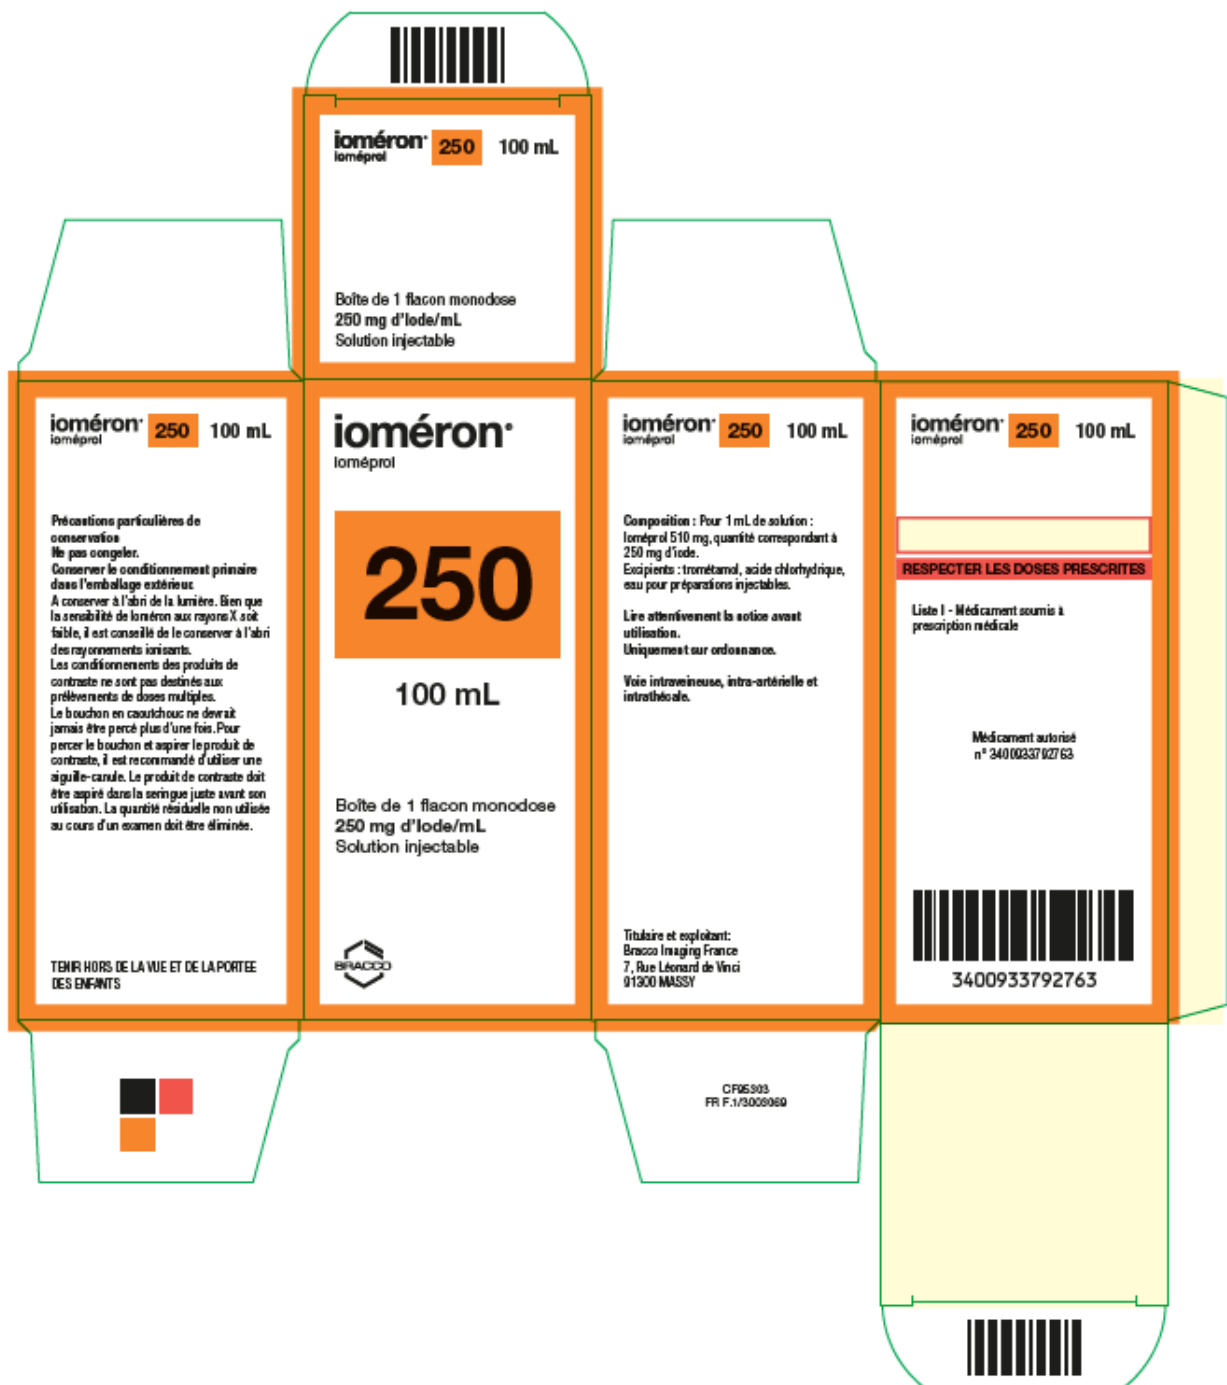 ioméron®
ioméprol
250
100 mL
Boîte de 1 flacon monodose
250 mg d'Iode/mL
Solution injectable
ioméron®
ioméprol
250
100 mL
Précautions particulières de
conservation
Ne pas congeler.
Conserver le conditionnement primaire
dans l'emballage extérieur.
A conserver à l'abri de la lumière. Bien que
la sensibilité de Ioméron aux rayons X soit
faible, il est conseillé de le conserver à l'abri
des rayonnements ionisants.
Les conditionnements des produits de
contraste ne sont pas destinés aux
prélèvements de doses multiples.
Le bouchon en caoutchouc ne devrait
jamais être percé plus d'une fois. Pour
percer le bouchon et aspirer le produit de
contraste, il est recommandé d'utiliser une
aiguille-canule. Le produit de contraste doit
être aspiré dans la seringue juste avant son
utilisation. La quantité résiduelle non utilisée
au cours d'un examen doit être éliminée.
TENIR HORS DE LA VUE ET DE LA PORTEE
DES ENFANTS
ioméron®
ioméprol
250
100 mL
Boîte de 1 flacon monodose
250 mg d'Iode/mL
Solution injectable
BRACCO
ioméron®
ioméprol
250
100 mL
Composition : Pour 1 mL de solution :
Ioméprol 510 mg, quantité correspondant à
250 mg d'iode.
Excipients : trométamol, acide chlorhydrique,
eau pour préparations injectables.
Lire attentivement la notice avant
utilisation.
Uniquement sur ordonnance.
Voie intraveineuse, intra-artérielle et
intrathécale.
Titulaire et exploitant:
Bracco Imaging France
7, Rue Léonard de Vinci
91300 MASSY
ioméron®
ioméprol
250
100 mL
RESPECTER LES DOSES PRESCRITES
Liste I - Médicament soumis à
prescription médicale
Médicament autorisé
n° 3400933792763
3400933792763
CF95303
FR F.1/3003069